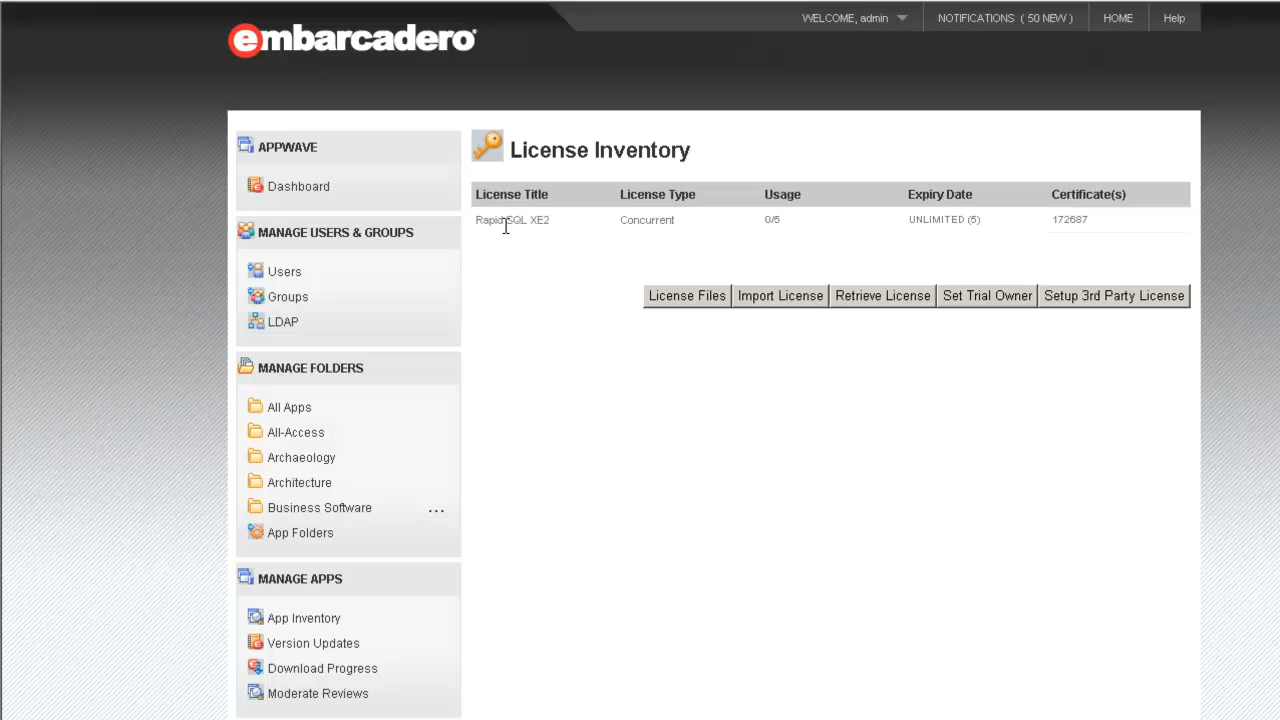 WELCOME, admin
NOTIFICATIONS ( 50 NEW )
HOME
Help
embarcadero®
APPWAVE
Dashboard
MANAGE USERS & GROUPS
Users
Groups
LDAP
MANAGE FOLDERS
All Apps
All-Access
Archaeology
Architecture
Business Software ...
App Folders
MANAGE APPS
App Inventory
Version Updates
Download Progress
Moderate Reviews
License Inventory
License Title License Type Usage Expiry Date Certificate(s)
Rapid SQL XE2 Concurrent 0/5 UNLIMITED (5) 172687
License Files Import License Retrieve License Set Trial Owner Setup 3rd Party License